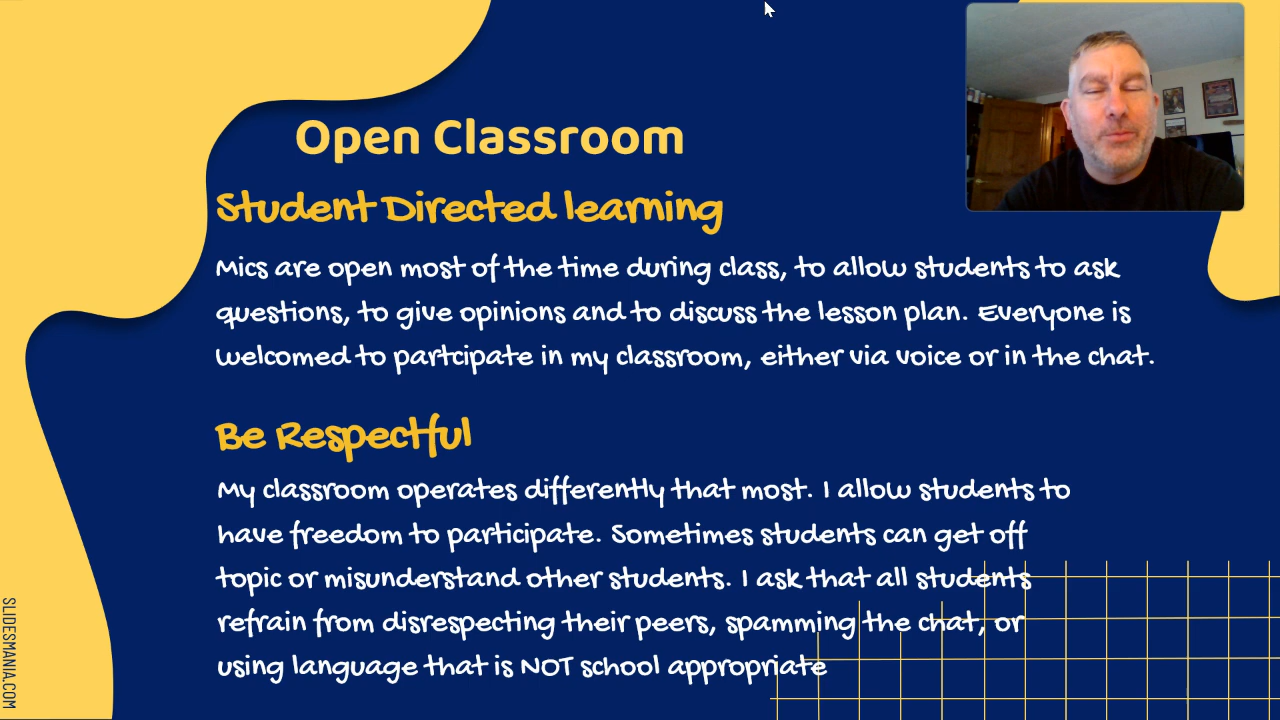 Open Classroom
Student Directed learning
Mics are open most of the time during class, to allow students to ask
questions, to give opinions and to discuss the lesson plan. Everyone is
welcomed to partcipate in my classroom, either via voice or in the chat.
Be Respectful
My classroom operates differently that most. I allow students to
have freedom to participate. Sometimes students can get off
topic or misunderstand other students. I ask that all students
refrain from disrespecting their peers, spamming the chat, or
using language that is NOT school appropriate
SLIDESMANIA.COM